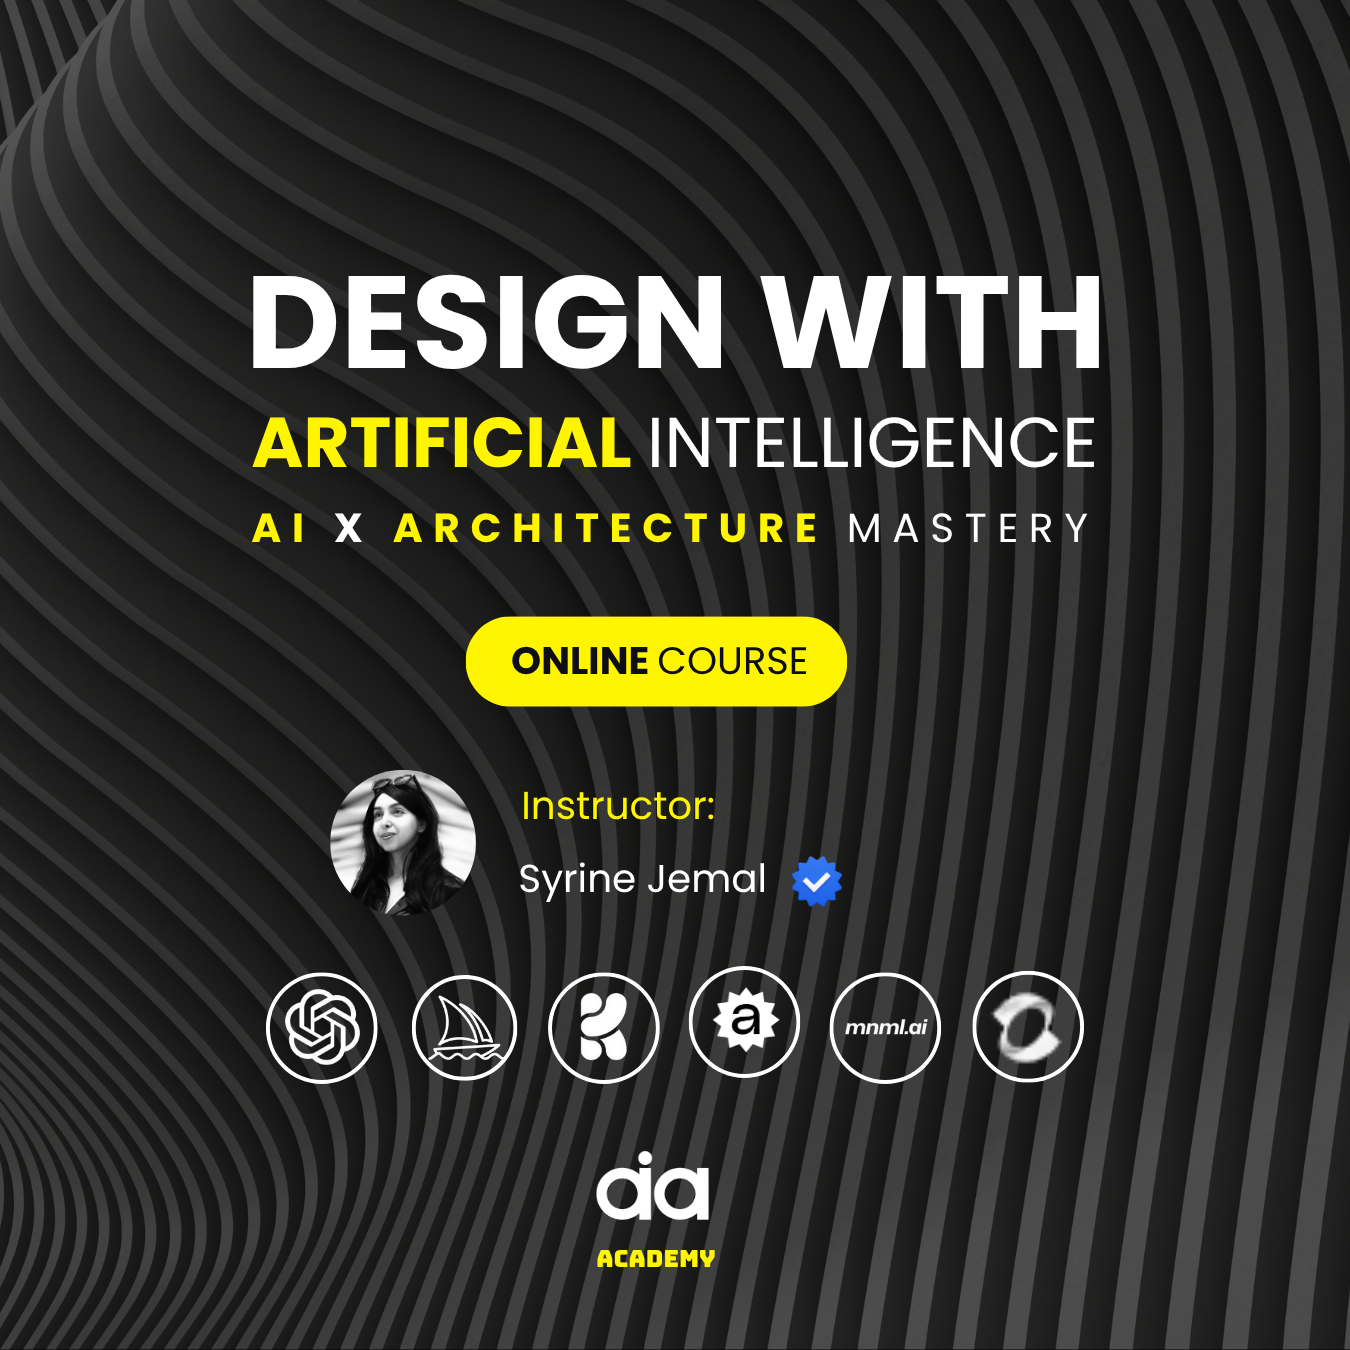 DESIGN WITH
ARTIFICIAL INTELLIGENCE
AI X ARCHITECTURE MASTERY
ONLINE COURSE
Instructor:
Syrine Jemal
a
mnml.ai
aia
ACADEMY